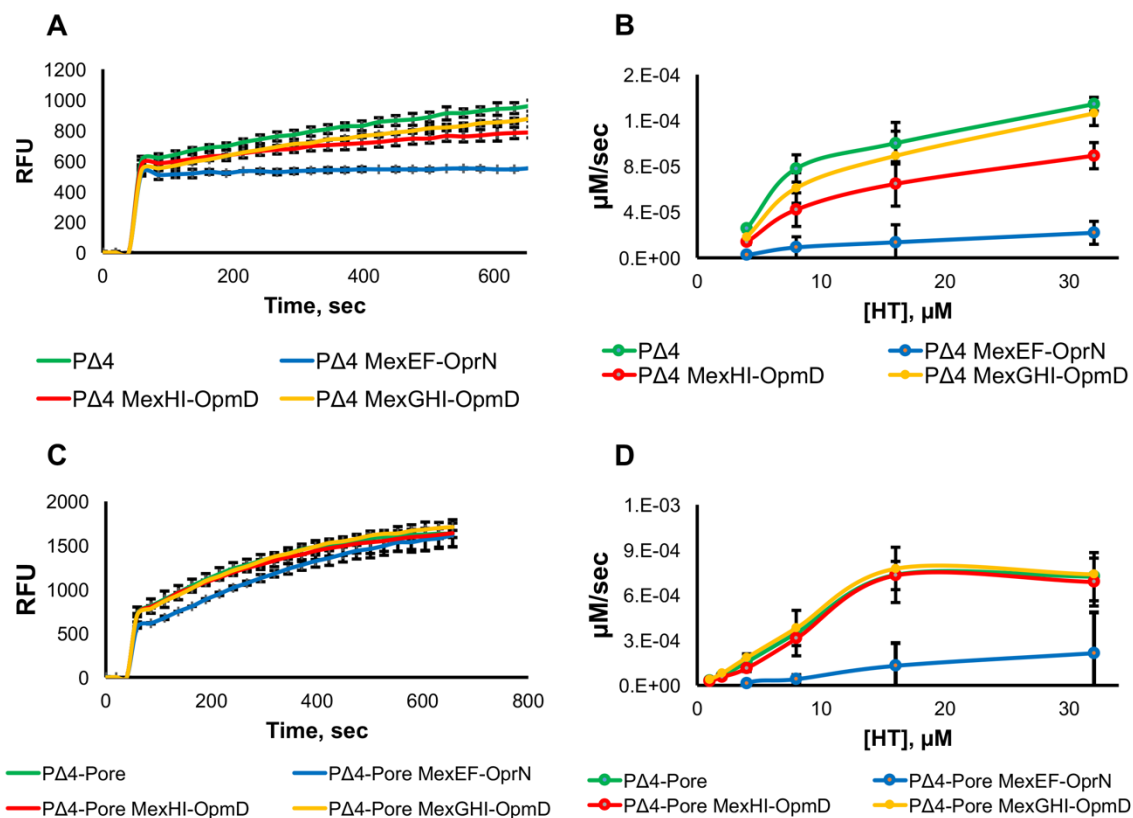 A
1200
1000
800
600
400
200
0
RFU
0 200 400 600
Time, sec
PΔ4 PΔ4 MexEF-OprN
PΔ4 MexHI-OpmD PΔ4 MexGHI-OpmD
B
2.E-04
1.E-04
8.E-05
4.E-05
0.E+00
µM/sec
0 10 20 30
[HT], µM
PΔ4 PΔ4 MexEF-OprN
PΔ4 MexHI-OpmD PΔ4 MexGHI-OpmD
C
2000
1500
1000
500
0
RFU
0 200 400 600 800
Time, sec
PΔ4-Pore PΔ4-Pore MexEF-OprN
PΔ4-Pore MexHI-OpmD PΔ4-Pore MexGHI-OpmD
D
1.E-03
9.E-04
6.E-04
3.E-04
0.E+00
µM/sec
0 10 20 30
[HT], µM
PΔ4-Pore PΔ4-Pore MexEF-OprN
PΔ4-Pore MexHI-OpmD PΔ4-Pore MexGHI-OpmD